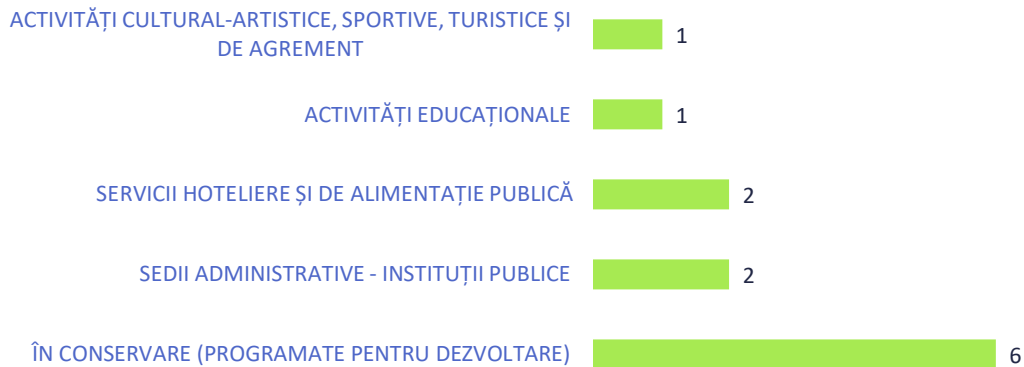 ACTIVITĂȚI CULTURAL-ARTISTICE, SPORTIVE, TURISTICE ȘI
DE AGREMENT
1
ACTIVITĂȚI EDUCAȚIONALE
1
SERVICII HOTELIERE ȘI DE ALIMENTAȚIE PUBLICĂ
2
SEDII ADMINISTRATIVE - INSTITUȚII PUBLICE
2
ÎN CONSERVARE (PROGRAMATE PENTRU DEZVOLTARE)
6